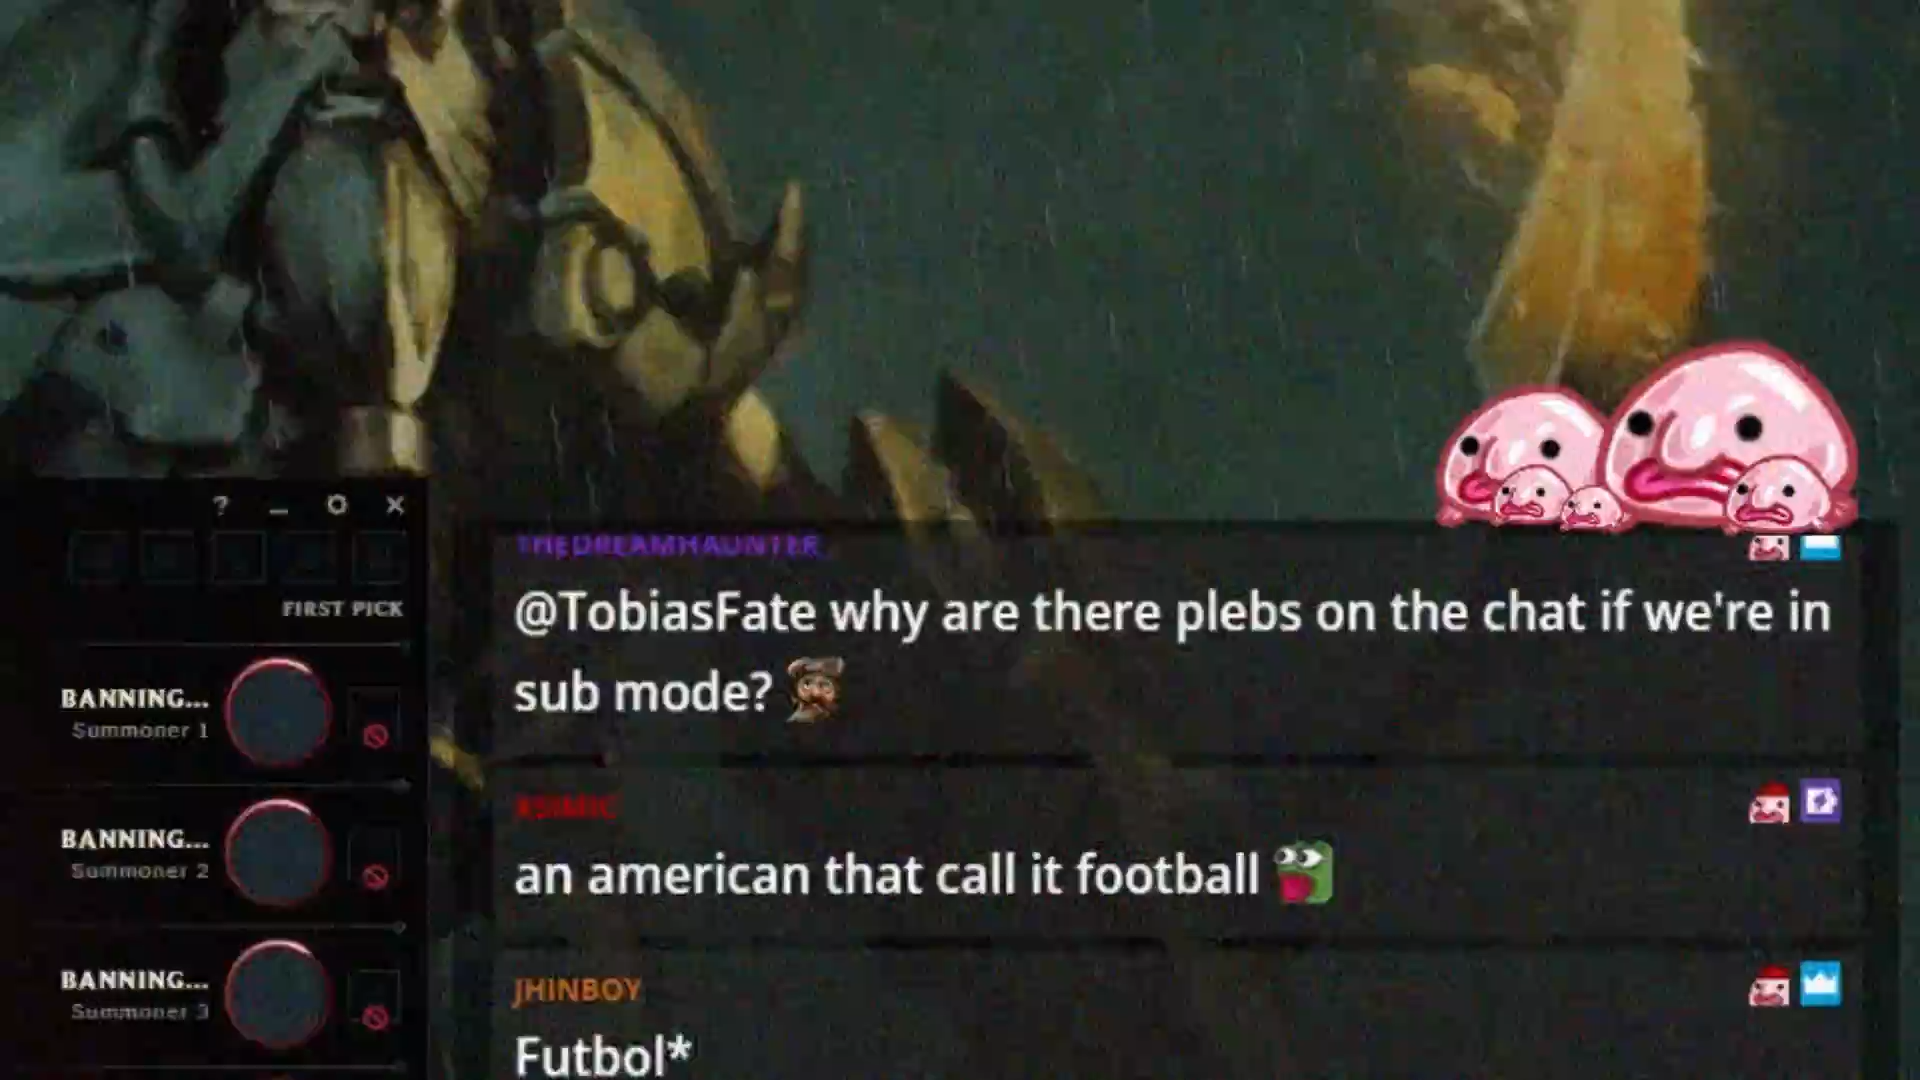 ?
FIRST PICK
BANNING...
Summoner 1
BANNING...
Summoner 2
BANNING...
Summoner 3
THEDREAMHAUNTER
@TobiasFate why are there plebs on the chat if we're in
sub mode?
an american that call it football
JHINBOY
Futbol*